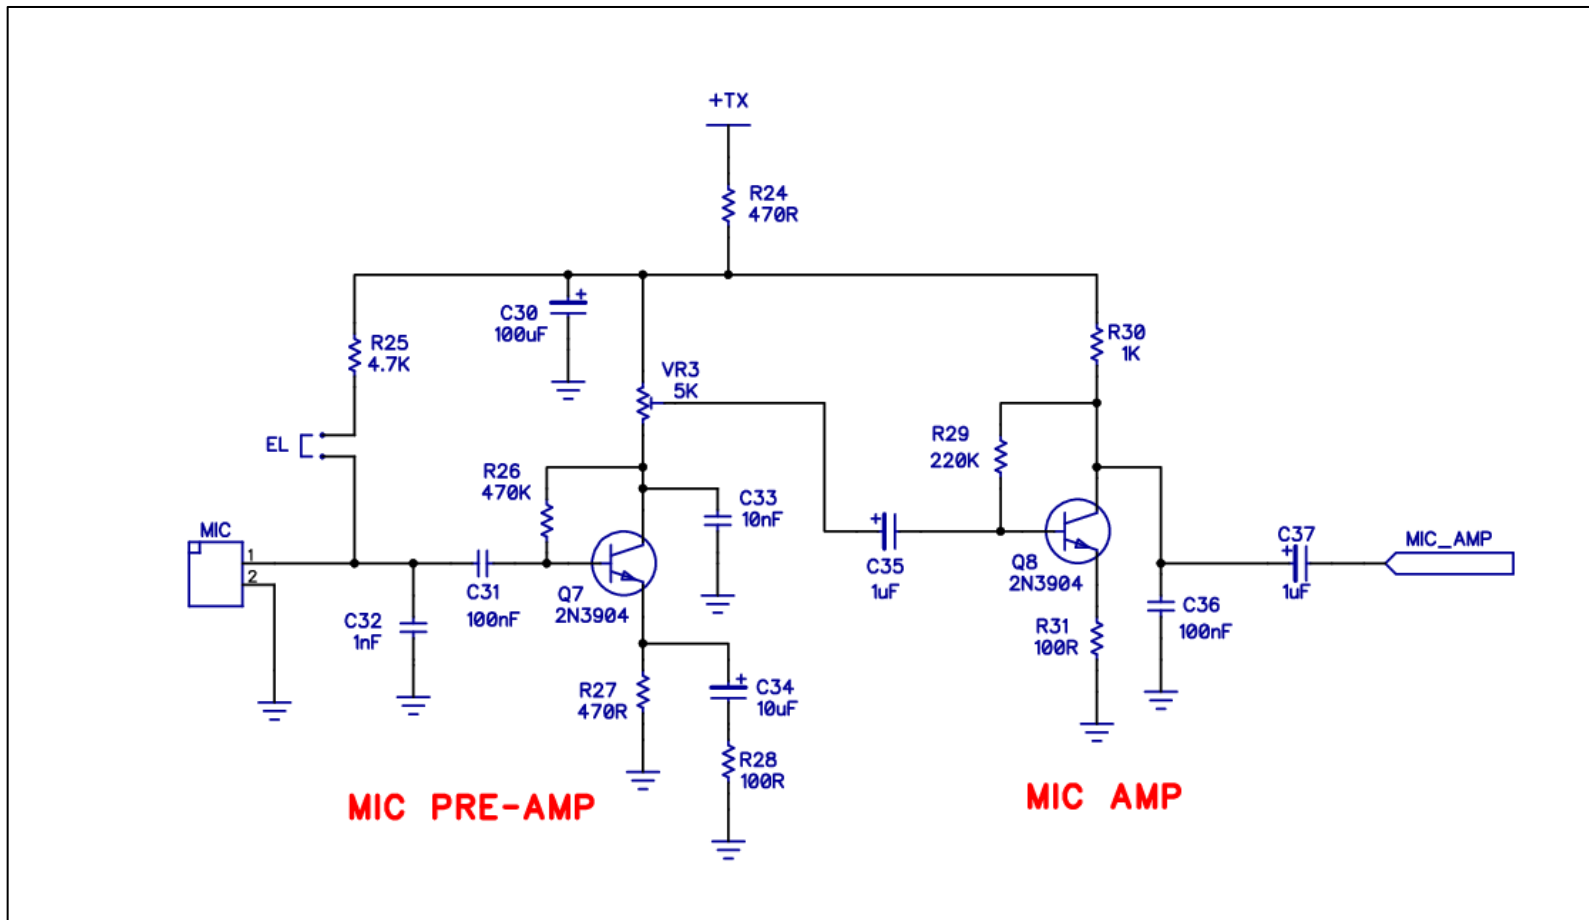 +TX
R24
470R
C30
100uF
R25
4.7K
VR3
5K
R30
1K
EL
R26
470K
R29
220K
C33
10nF
MIC
1
2
C31
100nF
Q7
2N3904
C32
1nF
C35
1uF
Q8
2N3904
C37
1uF
MIC_AMP
C36
100nF
R31
100R
R27
470R
C34
10uF
R28
100R
MIC PRE-AMP
MIC AMP